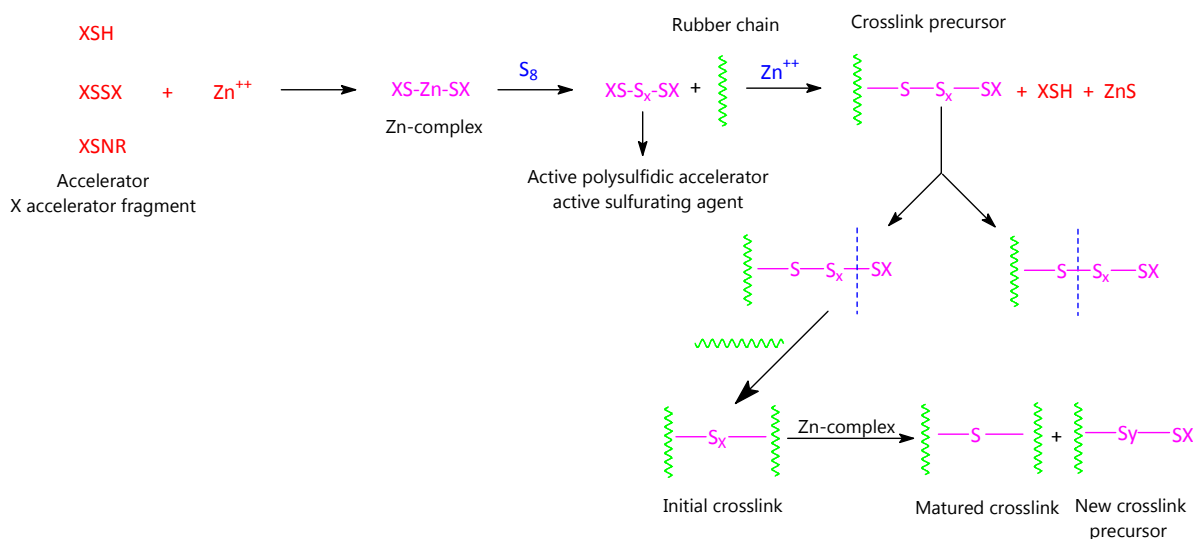 XSH
XSSX + Zn++
XSNR
Accelerator
X accelerator fragment
XS-Zn-SX
Zn-complex
S8
XS-Sx-SX +
Active polysulfidic accelerator
active sulfurating agent
Rubber chain
Zn++
Crosslink precursor
S Sx SX + XSH + ZnS
S Sx SX
S Sx SX
Sx
Initial crosslink
Zn-complex
S
+
Sy SX
Matured crosslink
New crosslink
precursor